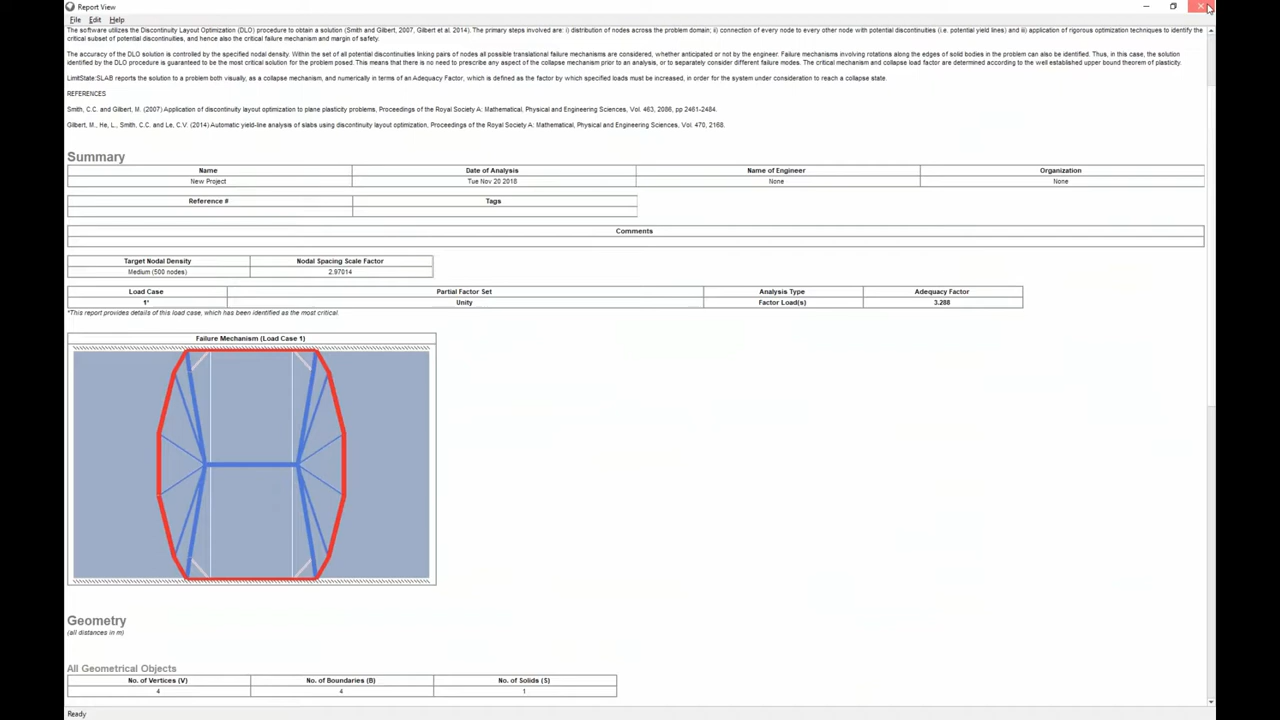 Report View
File Edit Help
The software utilizes the Discontinuity Layout Optimization (DLO) procedure to obtain a solution (Smith and Gilbert, 2007, Gilbert et al. 2014). The primary steps involved are: i) distribution of nodes across the problem domain; ii) connection of every node to every other node with potential discontinuities (i.e. potential yield lines) and iii) application of rigorous optimization techniques to identify the
critical subset of potential discontinuities, and hence also the critical failure mechanism and margin of safety.
The accuracy of the DLO solution is controlled by the specified nodal density. Within the set of all potential discontinuities linking pairs of nodes all possible translational failure mechanisms are considered, whether anticipated or not by the engineer. Failure mechanisms involving rotations along the edges of solid bodies in the problem can also be identified. Thus, in this case, the solution
identified by the DLO procedure is guaranteed to be the most critical solution for the problem posed. This means that there is no need to prescribe any aspect of the collapse mechanism prior to an analysis, or to separately consider different failure modes. The critical mechanism and collapse load factor are determined according to the well established upper bound theorem of plasticity.
LimitState:SLAB reports the solution to a problem both visually, as a collapse mechanism, and numerically in terms of an Adequacy Factor, which is defined as the factor by which specified loads must be increased, in order for the system under consideration to reach a collapse state.
REFERENCES
Smith, C.C. and Gilbert, M. (2007) Application of discontinuity layout optimization to plane plasticity problems, Proceedings of the Royal Society A: Mathematical, Physical and Engineering Sciences, Vol. 463, 2086, pp 2461-2484.
Gilbert, M., He, L., Smith, C.C. and Le, C.V. (2014) Automatic yield-line analysis of slabs using discontinuity layout optimization, Proceedings of the Royal Society A: Mathematical, Physical and Engineering Sciences, Vol. 470, 2168.
Summary
Name Date of Analysis Name of Engineer Organization
New Project Tue Nov 20 2018 None None
Reference # Tags
Comments
Target Nodal Density Nodal Spacing Scale Factor
Medium (500 nodes) 2.97014
Load Case Partial Factor Set Analysis Type Adequacy Factor
1* Unity Factor Load(s) 3.288
*This report provides details of this load case, which has been identified as the most critical.
Failure Mechanism (Load Case 1)
Geometry
(all distances in m)
All Geometrical Objects
No. of Vertices (V) No. of Boundaries (B) No. of Solids (S)
4 4 1
Ready